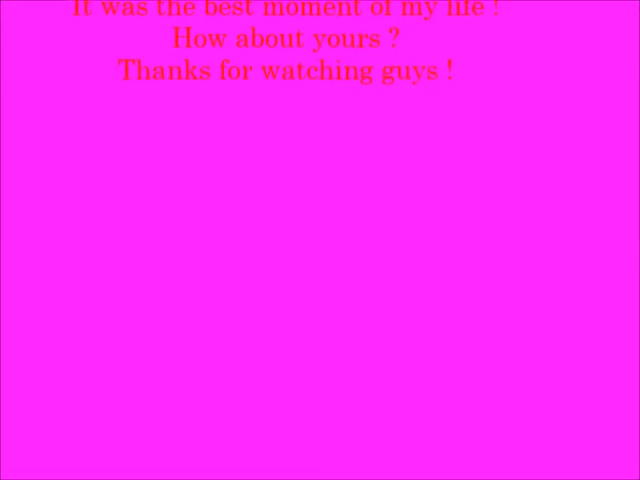 It was the best moment of my life !
How about yours ?
Thanks for watching guys !